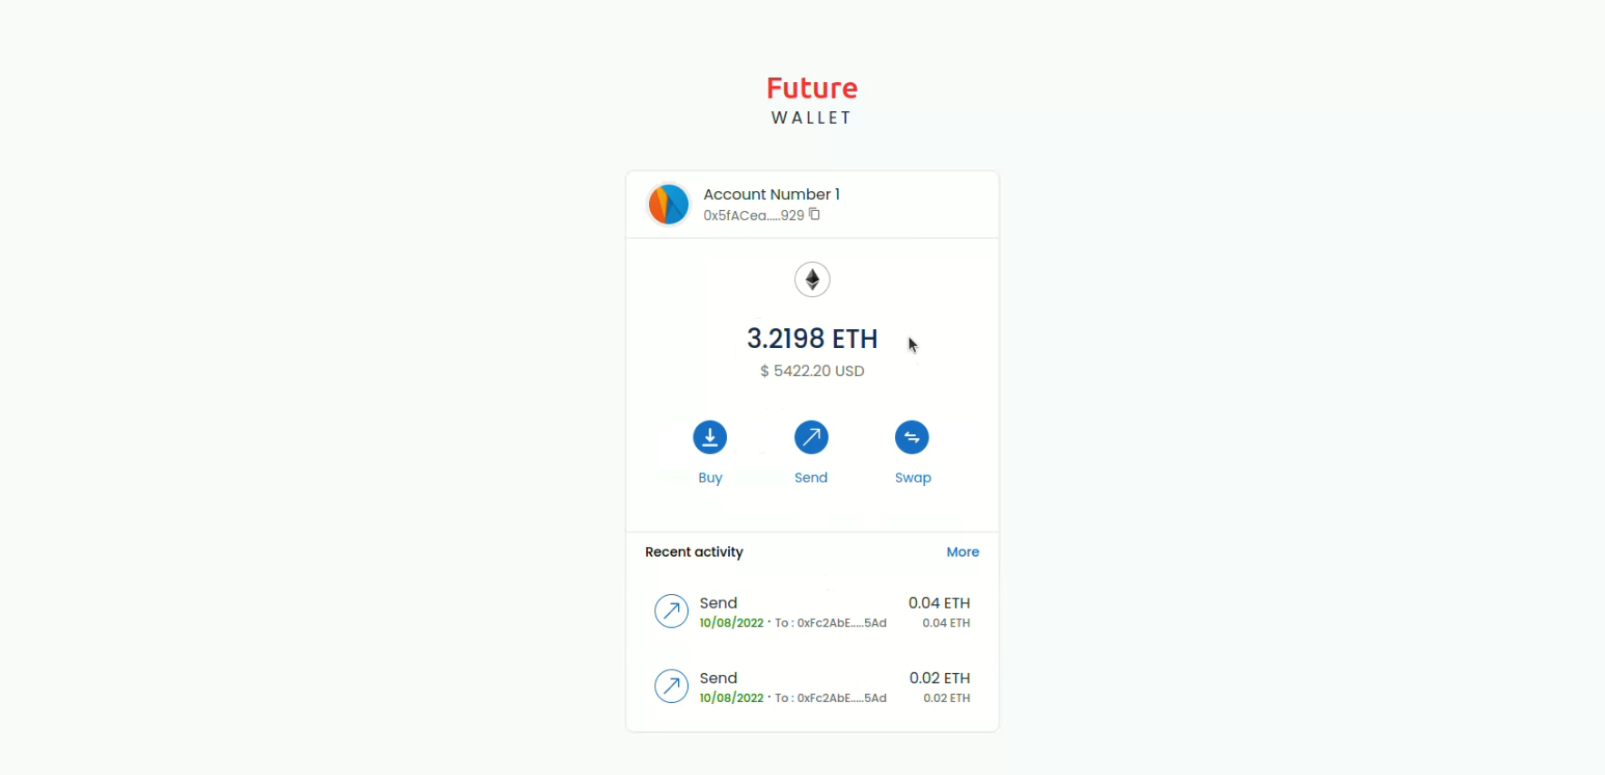 Future
WALLET
Account Number 1
0x5fACea.....929
3.2198 ETH
$ 5422.20 USD
Buy Send Swap
Recent activity More
Send 0.04 ETH
10/08/2022 · To : 0xFc2AbE.....5Ad 0.04 ETH
Send 0.02 ETH
10/08/2022 · To : 0xFc2AbE.....5Ad 0.02 ETH